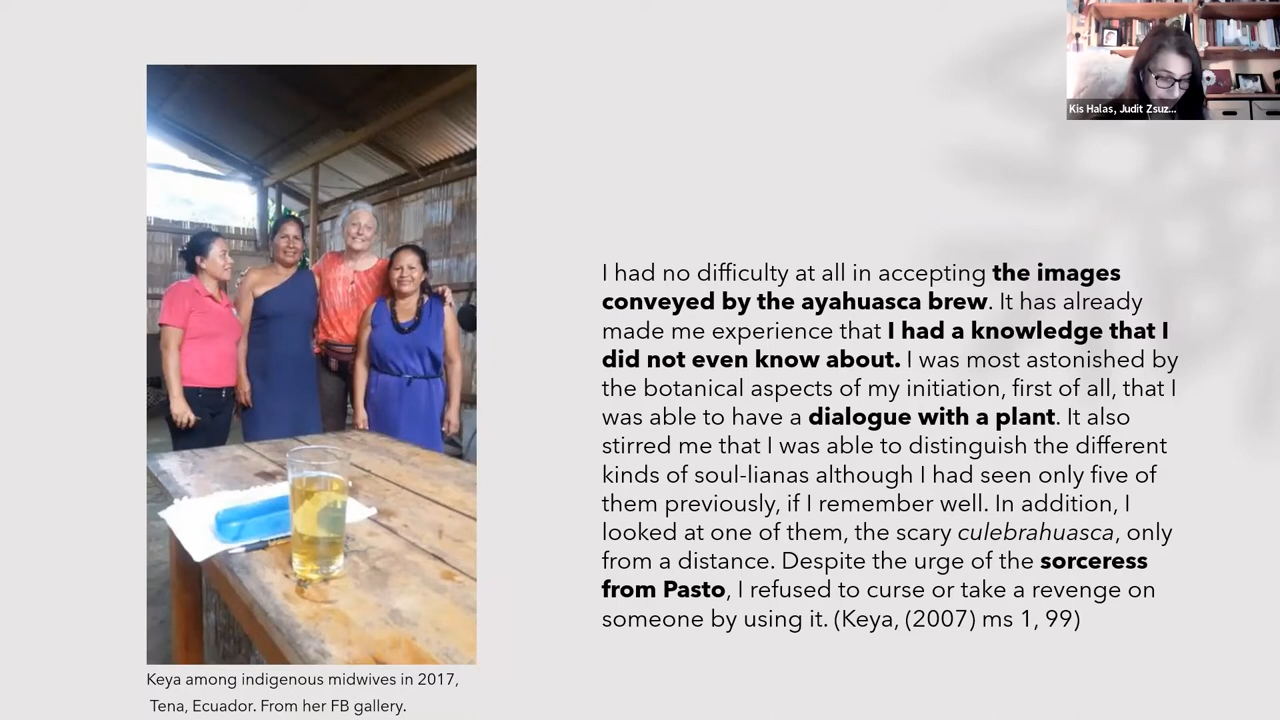 Kis Halas, Judit Zsuz...
I had no difficulty at all in accepting the images
conveyed by the ayahuasca brew. It has already
made me experience that I had a knowledge that I
did not even know about. I was most astonished by
the botanical aspects of my initiation, first of all, that I
was able to have a dialogue with a plant. It also
stirred me that I was able to distinguish the different
kinds of soul-lianas although I had seen only five of
them previously, if I remember well. In addition, I
looked at one of them, the scary culebrahuasca, only
from a distance. Despite the urge of the sorceress
from Pasto, I refused to curse or take a revenge on
someone by using it. (Keya, (2007) ms 1, 99)
Keya among indigenous midwives in 2017,
Tena, Ecuador. From her FB gallery.